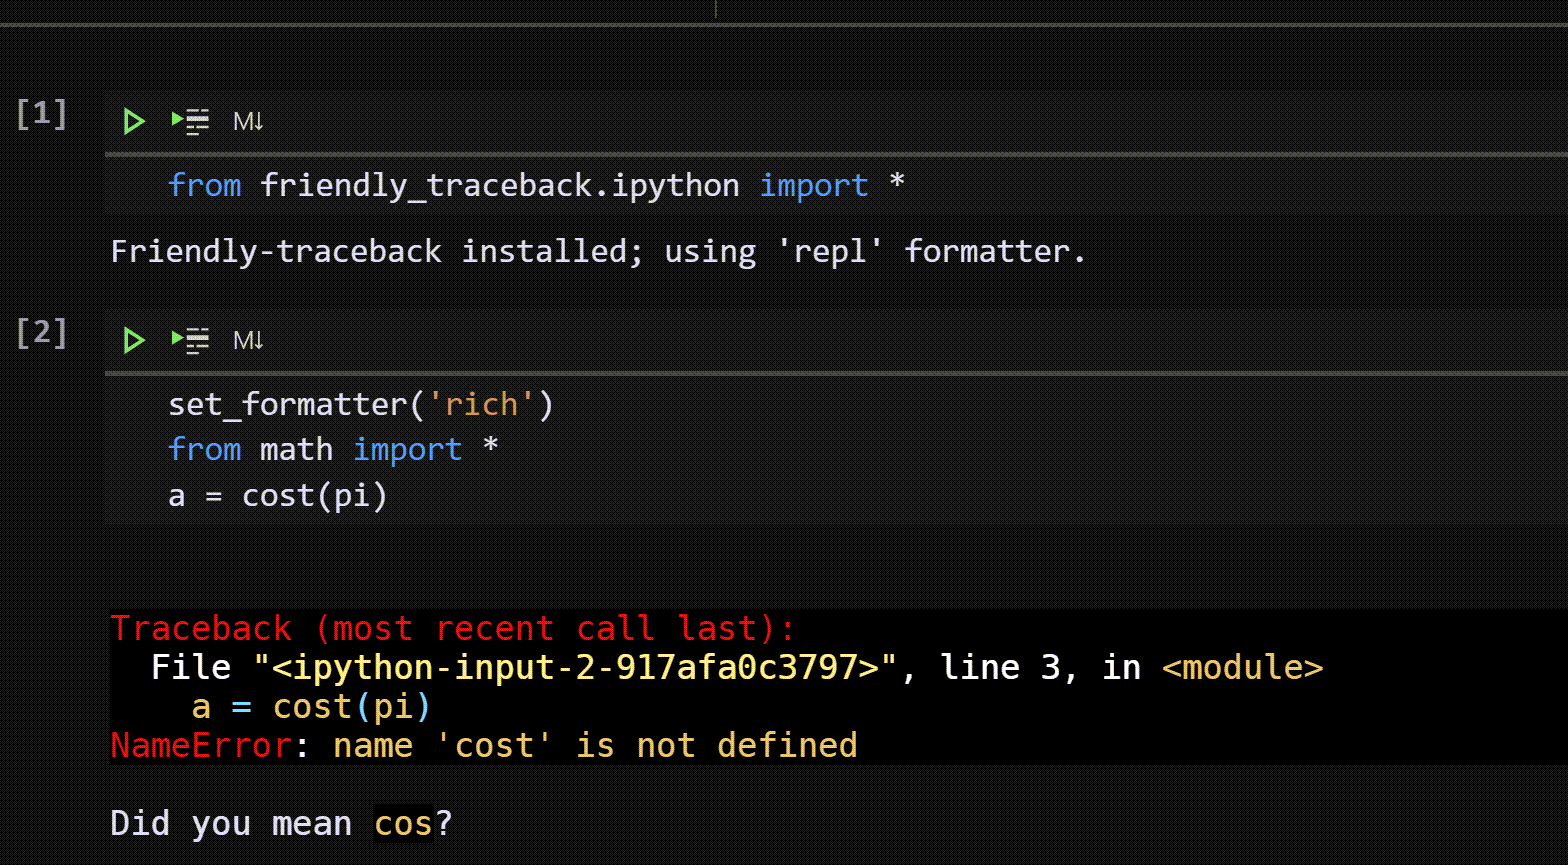 [1]
M↓
from friendly_traceback.ipython import *
Friendly-traceback installed; using 'repl' formatter.
[2]
M↓
set_formatter('rich')
from math import *
a = cost(pi)
Traceback (most recent call last):
  File "<ipython-input-2-917afa0c3797>", line 3, in <module>
    a = cost(pi)
NameError: name 'cost' is not defined
Did you mean cos?